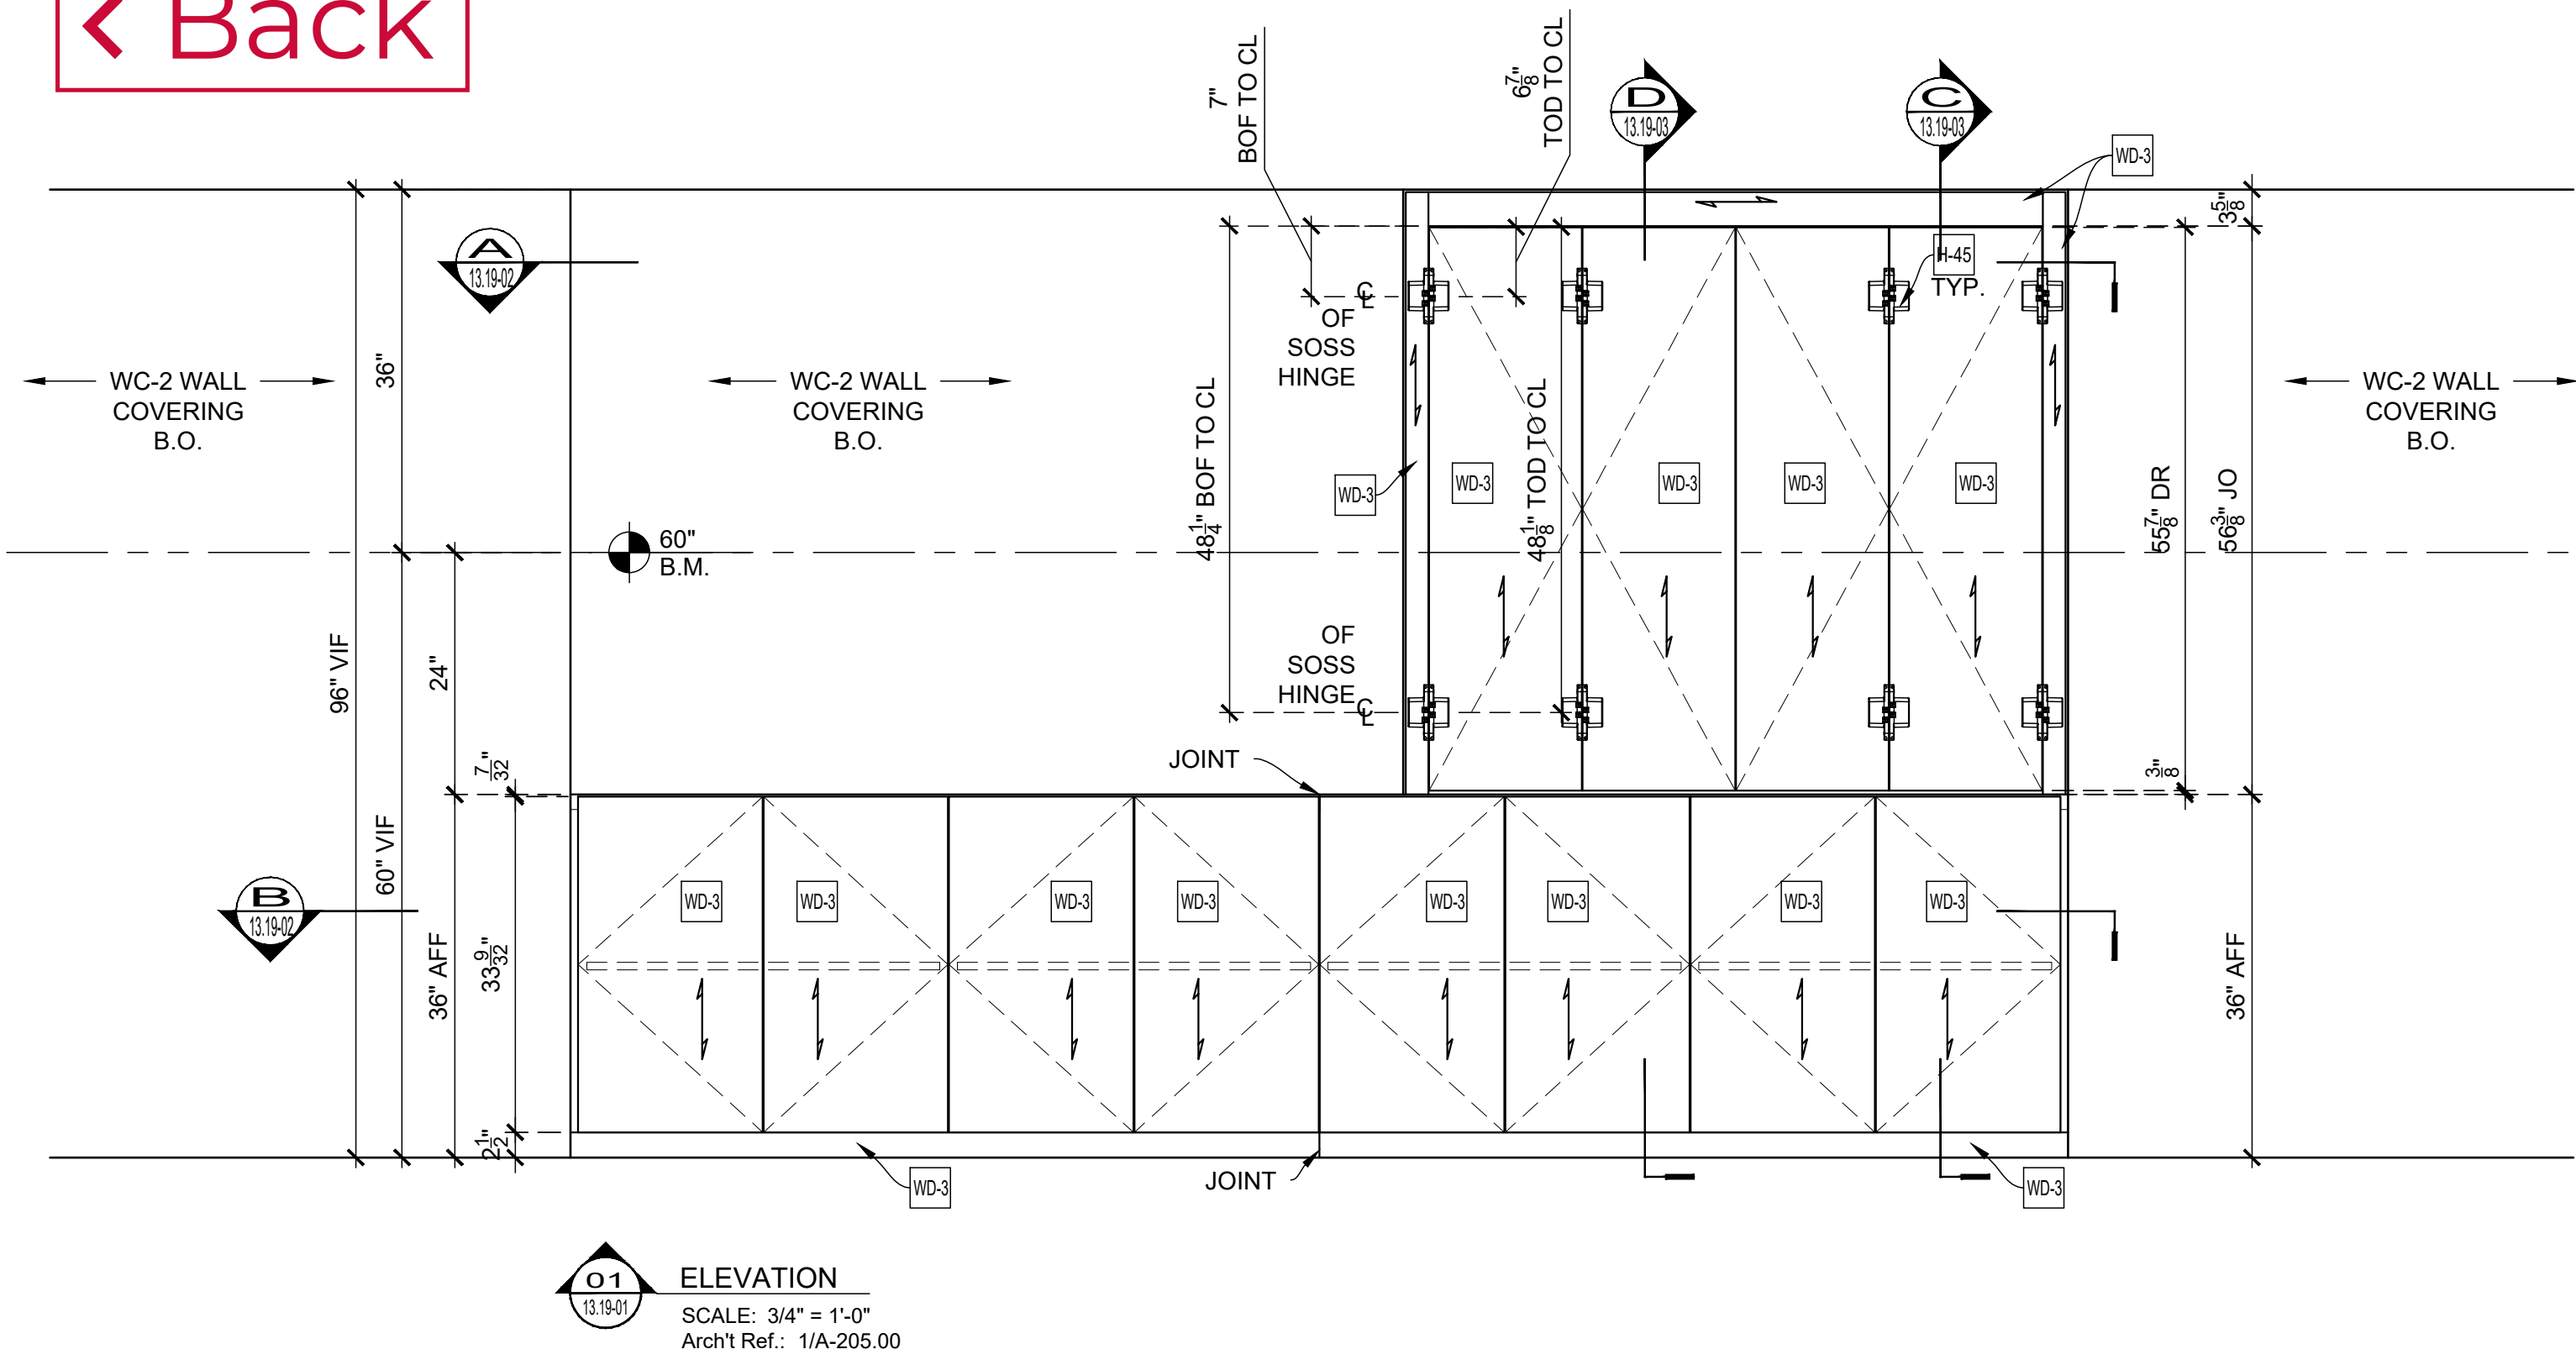 < Back
7"
BOF TO CL
6 7/8"
TOD TO CL
D
13.19-03
C
13.19-03
WD-3
3 5/8"
A
13.19-02
H-45
TYP.
CL
OF
SOSS
HINGE
36"
WC-2 WALL
COVERING
B.O.
WC-2 WALL
COVERING
B.O.
WC-2 WALL
COVERING
B.O.
48 1/4" BOF TO CL
48 1/8" TOD TO CL
WD-3
WD-3
WD-3
WD-3
WD-3
55 7/8" DR
56 3/8" JO
60"
B.M.
96" VIF
24"
OF
SOSS
HINGE
CL
JOINT
7/32"
3/8"
60" VIF
B
13.19-02
36" AFF
33 9/32"
WD-3
WD-3
WD-3
WD-3
WD-3
WD-3
WD-3
WD-3
36" AFF
2 1/2"
WD-3
JOINT
WD-3
01
13.19-01
ELEVATION
SCALE: 3/4" = 1'-0"
Arch't Ref.: 1/A-205.00